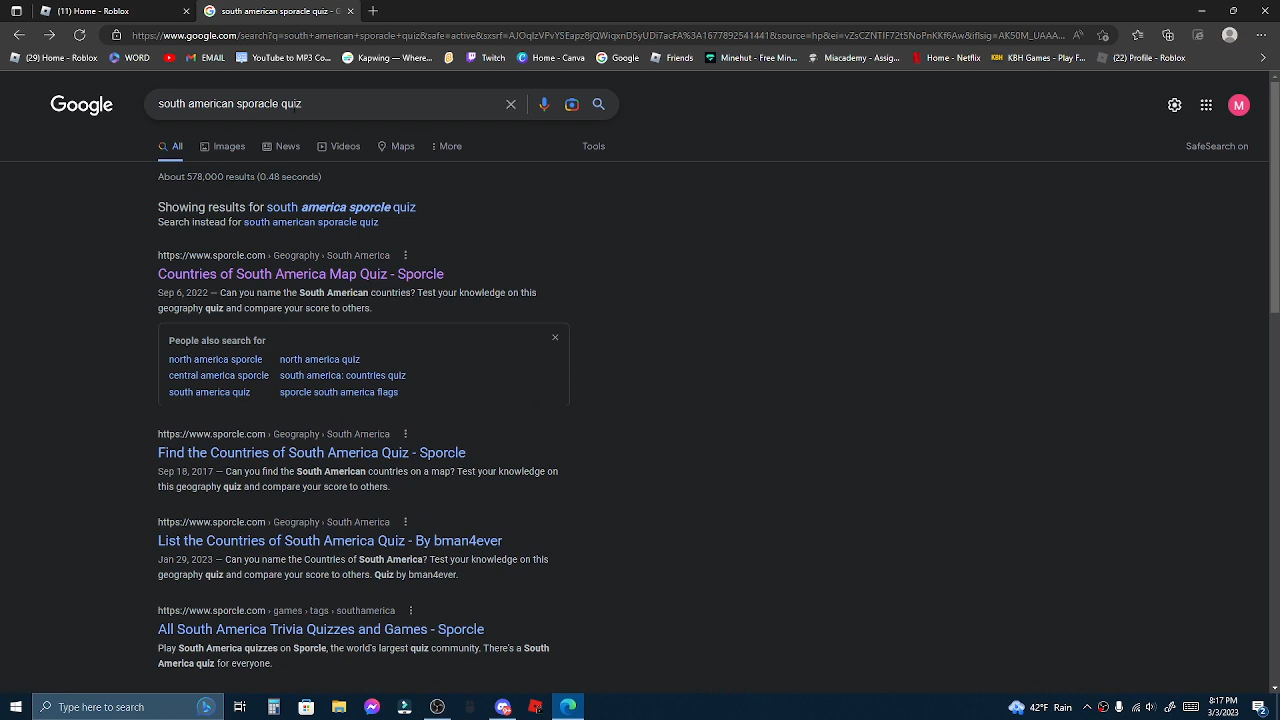 (11) Home - Roblox
south american sporacle quiz - G
https://www.google.com/search?q=south+american+sporacle+quiz&safe=active&sxsrf=AJOqlzVPvYSEapz8jQWiqxnD5yUDi7acFA%3A1677892541441&source=hp&ei=vZsCZNTIF72t5NoPnKKf6Aw&iflsig=AK50M_UAAA...
(29) Home - Roblox
WORD
EMAIL
YouTube to MP3 Co...
Kapwing — Where...
Twitch
Home - Canva
Google
Friends
Minehut - Free Min...
Miacademy - Assig...
Home - Netflix
KBH
KBH Games - Play F...
(2) Profile - Roblox
Google
south american sporacle quiz
M
All
Images
News
Videos
Maps
More
Tools
SafeSearch on
About 578,000 results (0.48 seconds)
Showing results for south america sporcle quiz
Search instead for south american sporacle quiz
https://www.sporcle.com › Geography › South America
Countries of South America Map Quiz - Sporcle
Sep 6, 2022 — Can you name the South American countries? Test your knowledge on this
geography quiz and compare your score to others.
People also search for
north america sporcle
north america quiz
central america sporcle
south america: countries quiz
south america quiz
sporcle south america flags
https://www.sporcle.com › Geography › South America
Find the Countries of South America Quiz - Sporcle
Sep 18, 2017 — Can you find the South American countries on a map? Test your knowledge on
this geography quiz and compare your score to others.
https://www.sporcle.com › Geography › South America
List the Countries of South America Quiz - By bman4ever
Jan 29, 2023 — Can you name the Countries of South America? Test your knowledge on this
geography quiz and compare your score to others. Quiz by bman4ever.
https://www.sporcle.com › games › tags › southamerica
All South America Trivia Quizzes and Games - Sporcle
Play South America quizzes on Sporcle, the world's largest quiz community. There's a South
America quiz for everyone.
Type here to search
42°F Rain
8:17 PM
3/3/2023
2